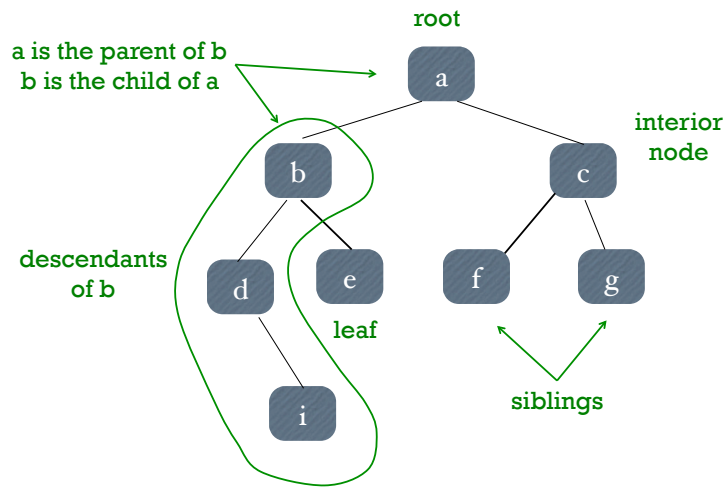 root
a is the parent of b
b is the child of a
a
interior
node
b
c
descendants
of b
d
e
f
g
leaf
siblings
i